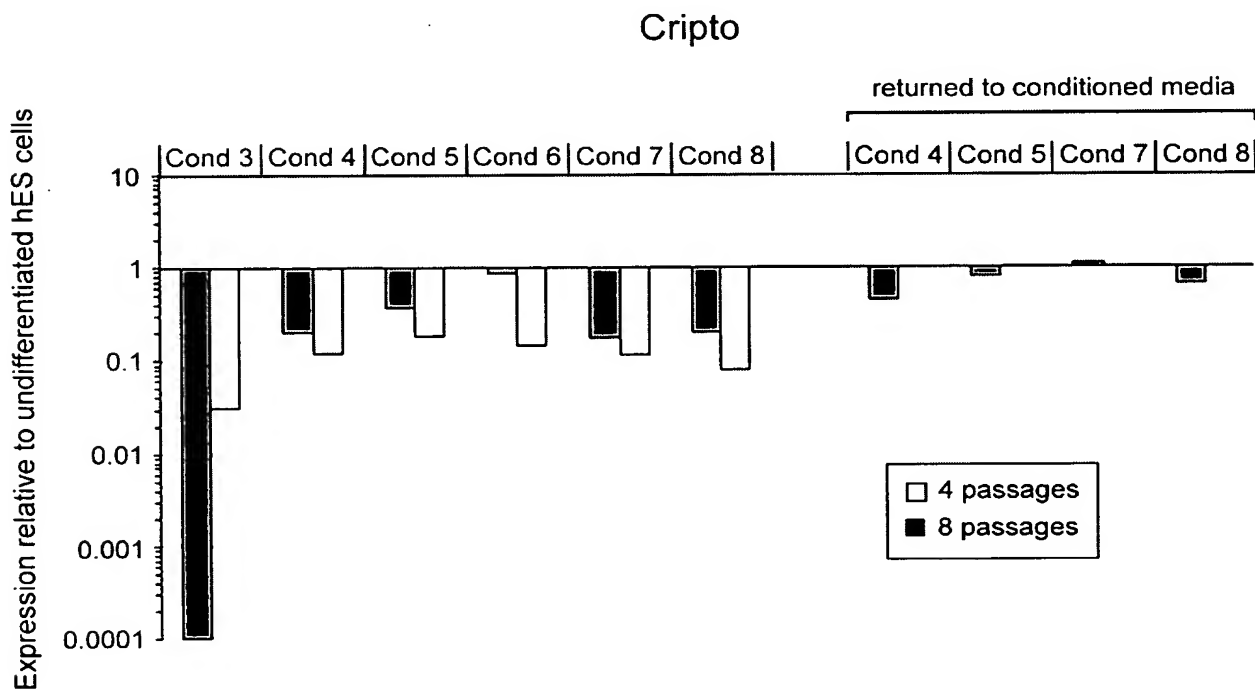 Cripto
returned to conditioned media
Cond 3 Cond 4 Cond 5 Cond 6 Cond 7 Cond 8 Cond 4 Cond 5 Cond 7 Cond 8
Expression relative to undifferentiated hES cells
10
1
0.1
0.01
0.001
0.0001
4 passages
8 passages